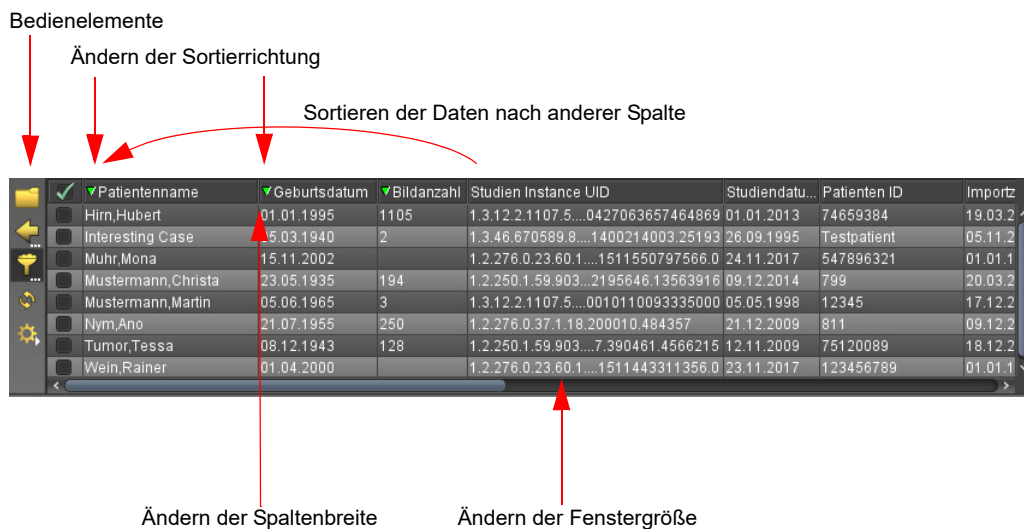 Bedienelemente
Ändern der Sortierrichtung
Sortieren der Daten nach anderer Spalte
Patientenname Geburtsdatum Bildanzahl Studien Instance UID Studiendatu... Patienten ID Importz
Hirn,Hubert 01.01.1995 1105 1.3.12.2.1107.5....0427063657464869 01.01.2013 74659384 19.03.2
Interesting Case 5.03.1940 2 1.3.46.670589.8....1400214003.25193 26.09.1995 Testpatient 05.11.2
Muhr,Mona 15.11.2002 1.2.276.0.23.60.1....1511550797566.0 24.11.2017 547896321 01.01.1
Mustermann,Christa 23.05.1935 194 1.2.250.1.59.903...2195646.13563916 09.12.2014 799 20.03.2
Mustermann,Martin 05.06.1965 3 1.3.12.2.1107.5....0010110093335000 05.05.1998 12345 17.12.2
Nym,Ano 21.07.1955 250 1.2.276.0.37.1.18.200010.484357 21.12.2009 811 09.12.2
Tumor,Tessa 08.12.1943 128 1.2.250.1.59.903....7.390461.4566215 12.11.2009 75120089 18.12.2
Wein,Rainer 01.04.2000 1.2.276.0.23.60.1....1511443311356.0 23.11.2017 123456789 01.01.1
Ändern der Spaltenbreite Ändern der Fenstergröße